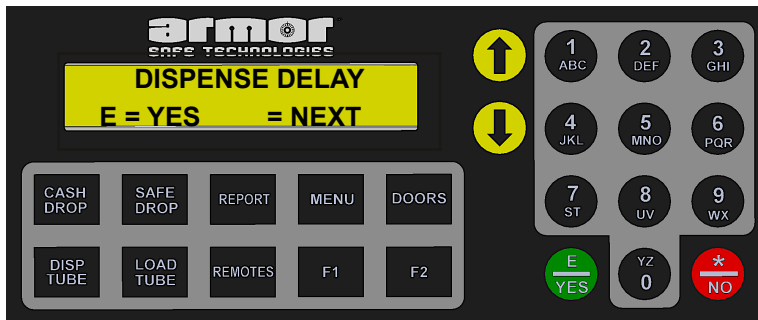 armor
SAFE TECHNOLOGIES
DISPENSE DELAY
E = YES = NEXT
CASH DROP
SAFE DROP
REPORT
MENU
DOORS
DISP TUBE
LOAD TUBE
REMOTES
F1
F2
1
ABC
2
DEF
3
GHI
4
JKL
5
MNO
6
PQR
7
ST
8
UV
9
WX
E
YES
YZ
0
*
NO